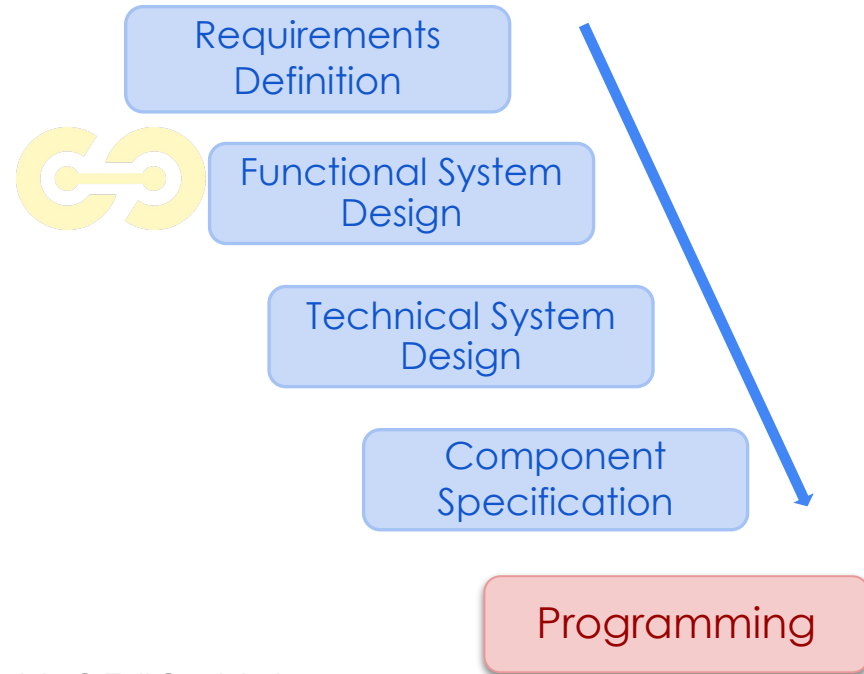 Requirements
Definition
Functional System
Design
Technical System
Design
Component
Specification
Programming